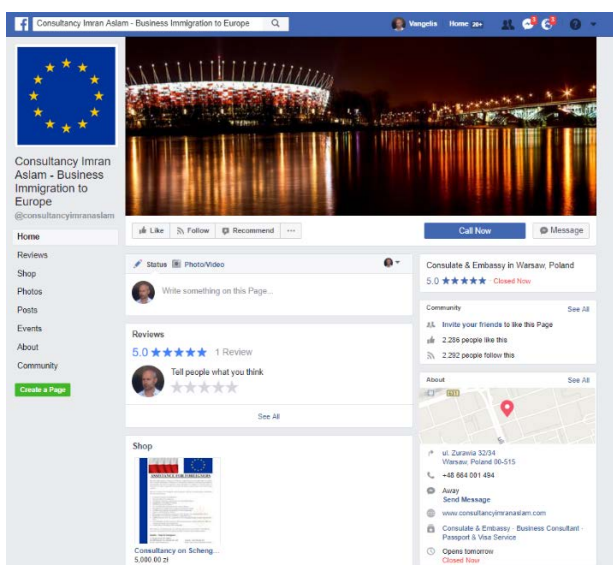 Consultancy Imran Aslam - Business Immigration to Europe
Vangelis Home 20+
3 3
Consultancy Imran
Aslam - Business
Immigration to
Europe
@consultancyimranaslam
Home
Reviews
Shop
Photos
Posts
Events
About
Community
Create a Page
Like Follow Recommend ...
Call Now Message
Status Photo/Video
Write something on this Page...
Reviews
5.0 ★★★★★ 1 Review
Tell people what you think
See All
Shop
Consultancy on Scheng...
5,000.00 zł
Consulate & Embassy in Warsaw, Poland
5.0 ★★★★★ Closed Now
Community See All
Invite your friends to like this Page
2,286 people like this
2,292 people follow this
About See All
ul. Zurawia 32/34
Warsaw, Poland 00-515
+48 664 001 494
Away
Send Message
www.consultancyimranaslam.com
Consulate & Embassy · Business Consultant ·
Passport & Visa Service
Opens tomorrow
Closed Now